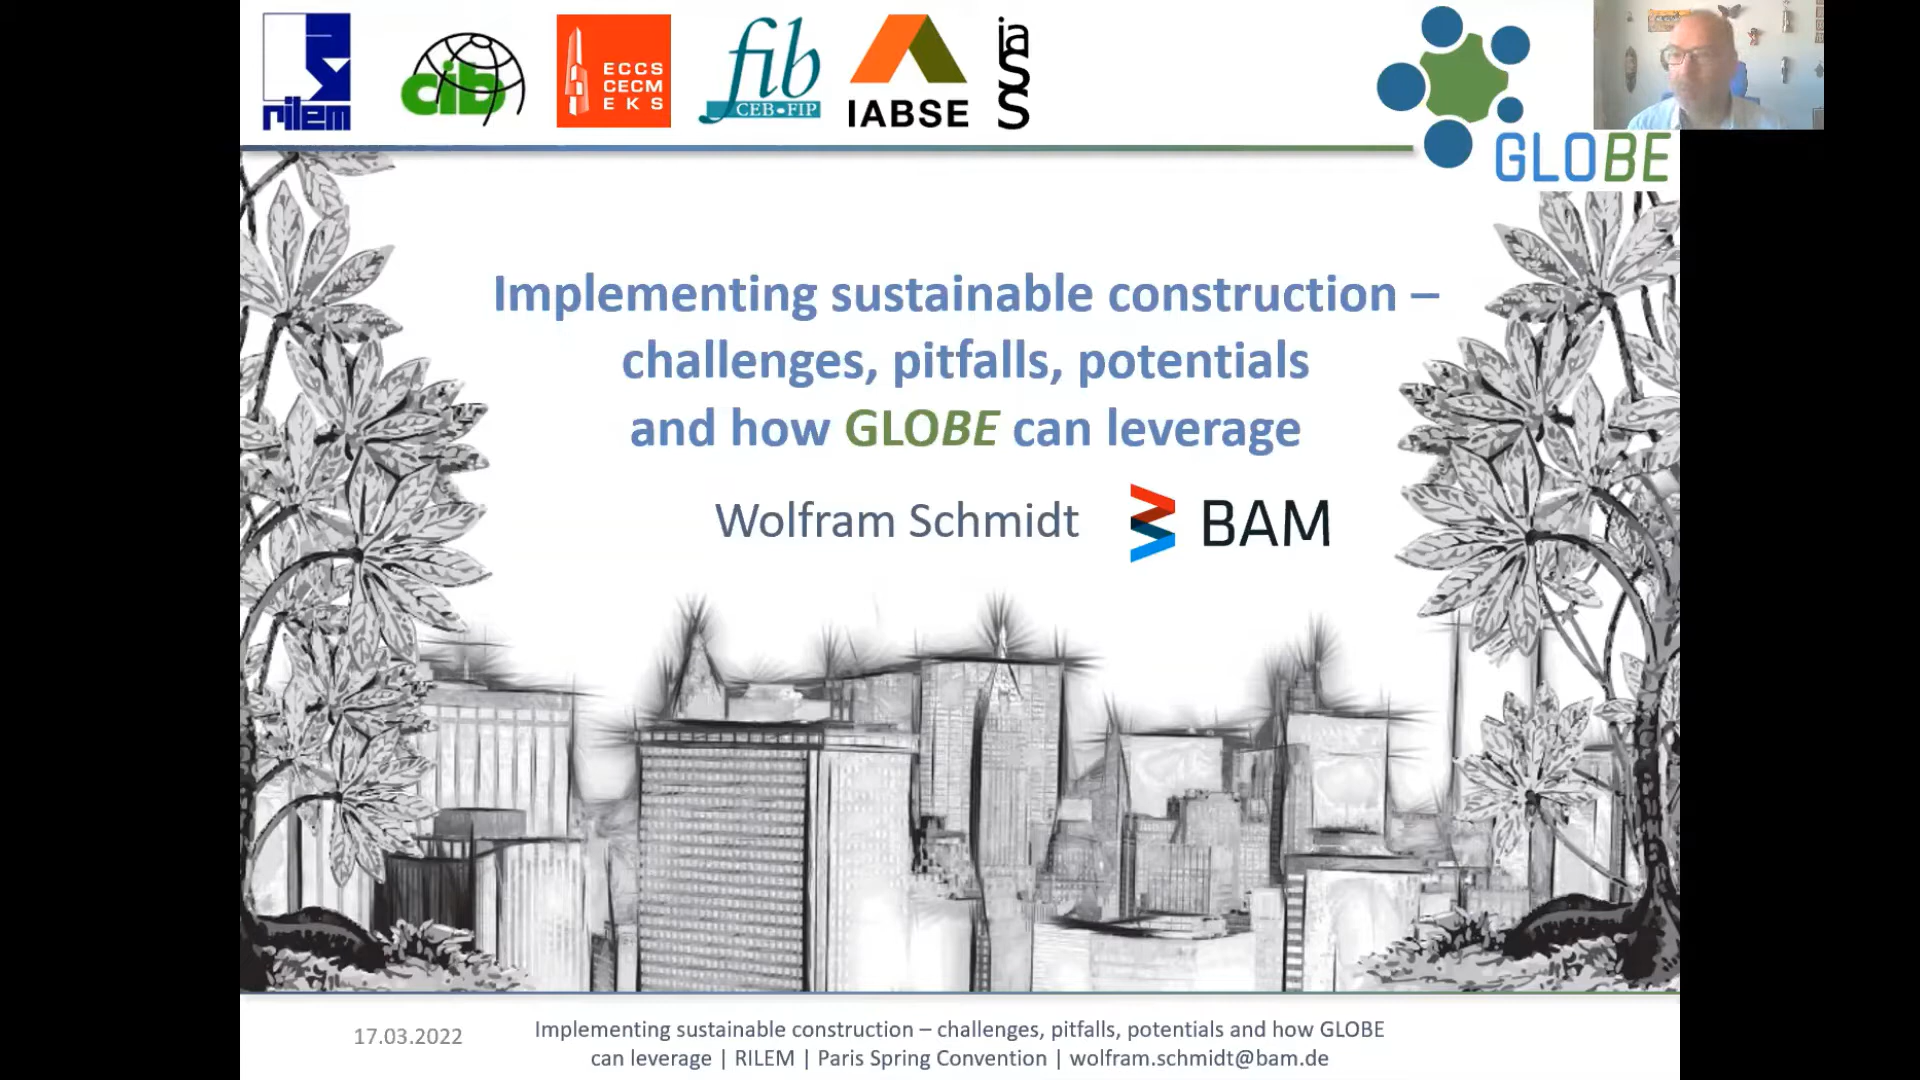 rilem
cib
ECCS
CECM
EKS
fib
CEB•FIP
IABSE
iaSS
GLOBE
Implementing sustainable construction –
challenges, pitfalls, potentials
and how GLOBE can leverage
Wolfram Schmidt
BAM
17.03.2022
Implementing sustainable construction – challenges, pitfalls, potentials and how GLOBE
can leverage | RILEM | Paris Spring Convention | wolfram.schmidt@bam.de